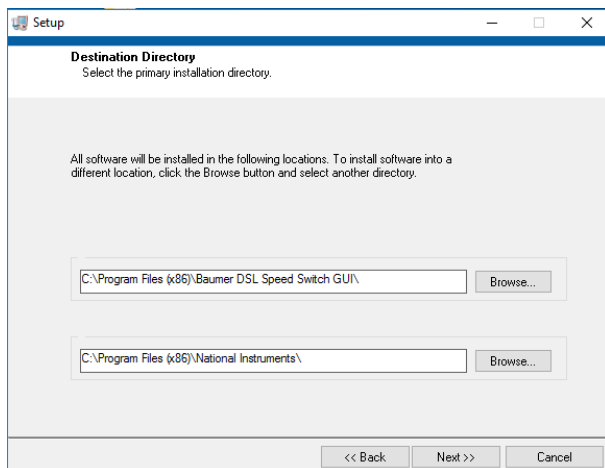 Setup
Destination Directory
Select the primary installation directory.
All software will be installed in the following locations. To install software into a
different location, click the Browse button and select another directory.
C:\Program Files (x86)\Baumer DSL Speed Switch GUI\
Browse...
C:\Program Files (x86)\National Instruments\
Browse...
<< Back
Next >>
Cancel